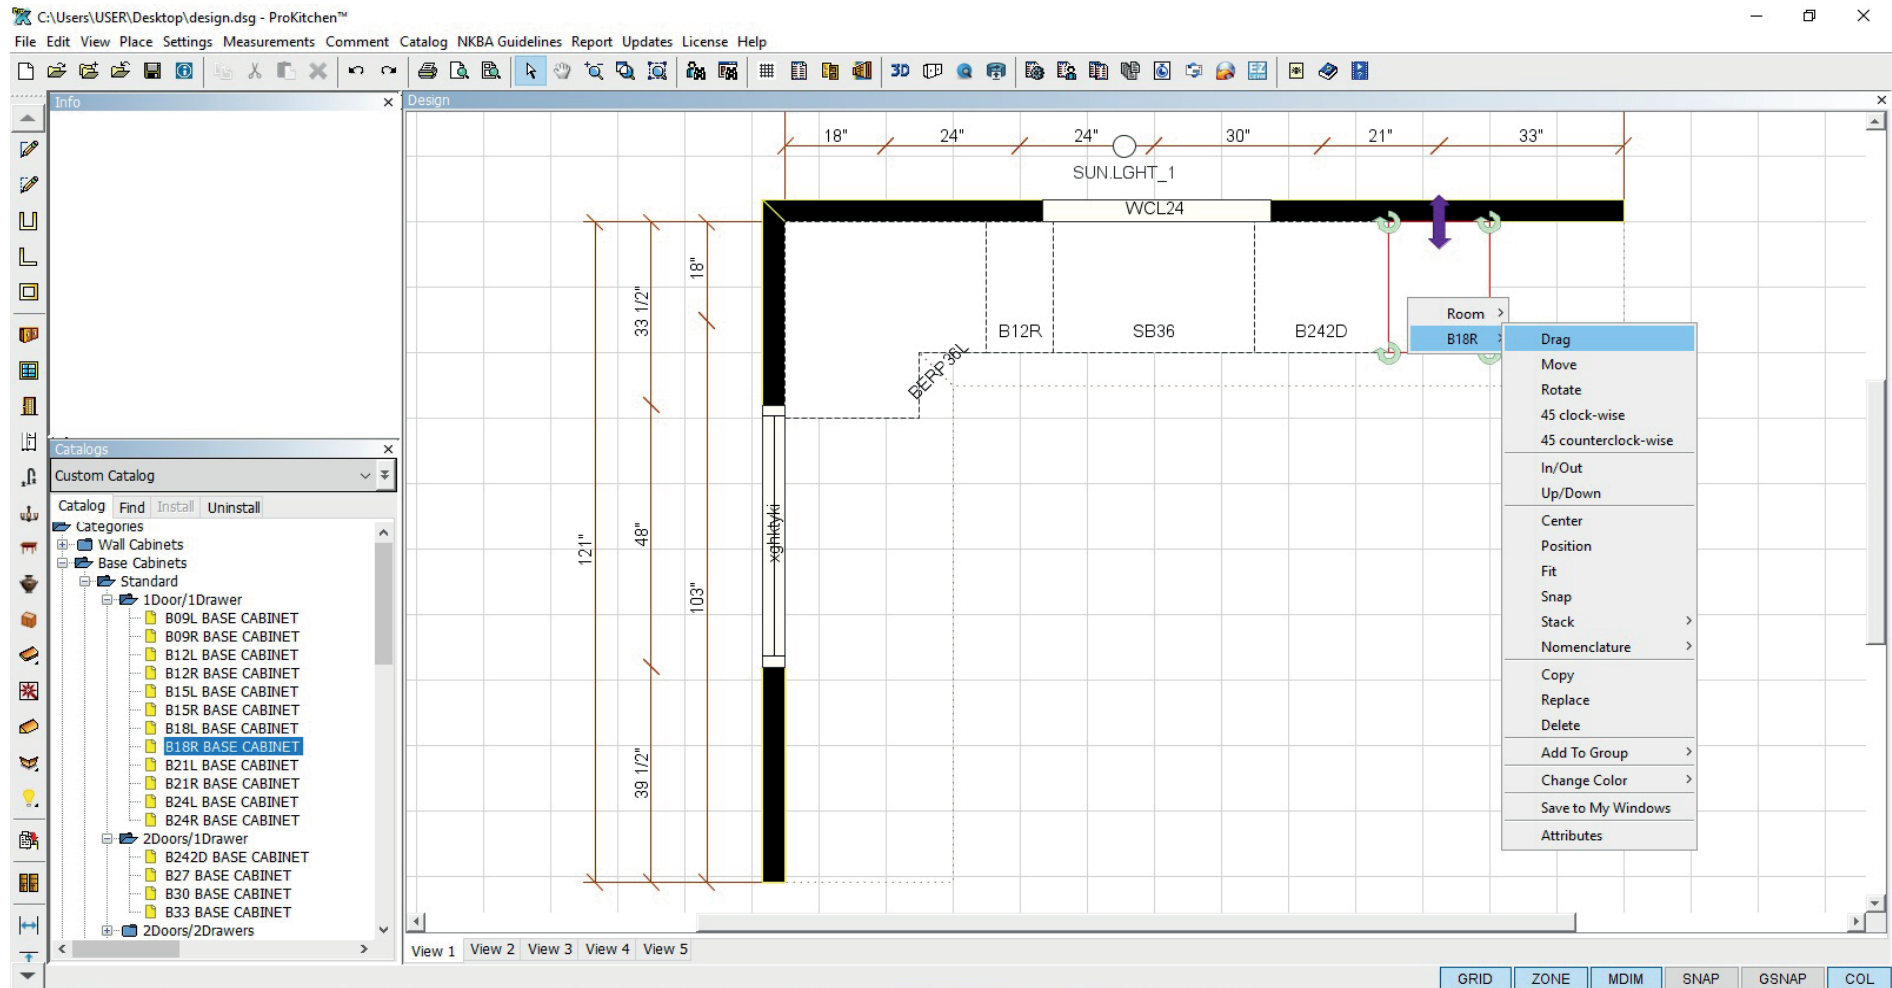 C:\Users\USER\Desktop\design.dsg - ProKitchen™
File Edit View Place Settings Measurements Comment Catalog NKBA Guidelines Report Updates License Help
3D
EZ
Info
Design
18" 24" 24" 30" 21" 33"
SUN.LGHT_1
WCL24
18"
33 1/2"
B12R SB36 B242D
BERP36L
121"
48"
103"
39 1/2"
xghktyki
Room
B18R
Drag
Move
Rotate
45 clock-wise
45 counterclock-wise
In/Out
Up/Down
Center
Position
Fit
Snap
Stack
Nomenclature
Copy
Replace
Delete
Add To Group
Change Color
Save to My Windows
Attributes
Catalogs
Custom Catalog
Catalog Find Install Uninstall
Categories
Wall Cabinets
Base Cabinets
Standard
1Door/1Drawer
B09L BASE CABINET
B09R BASE CABINET
B12L BASE CABINET
B12R BASE CABINET
B15L BASE CABINET
B15R BASE CABINET
B18L BASE CABINET
B18R BASE CABINET
B21L BASE CABINET
B21R BASE CABINET
B24L BASE CABINET
B24R BASE CABINET
2Doors/1Drawer
B242D BASE CABINET
B27 BASE CABINET
B30 BASE CABINET
B33 BASE CABINET
2Doors/2Drawers
View 1 View 2 View 3 View 4 View 5
GRID ZONE MDIM SNAP GSNAP COL